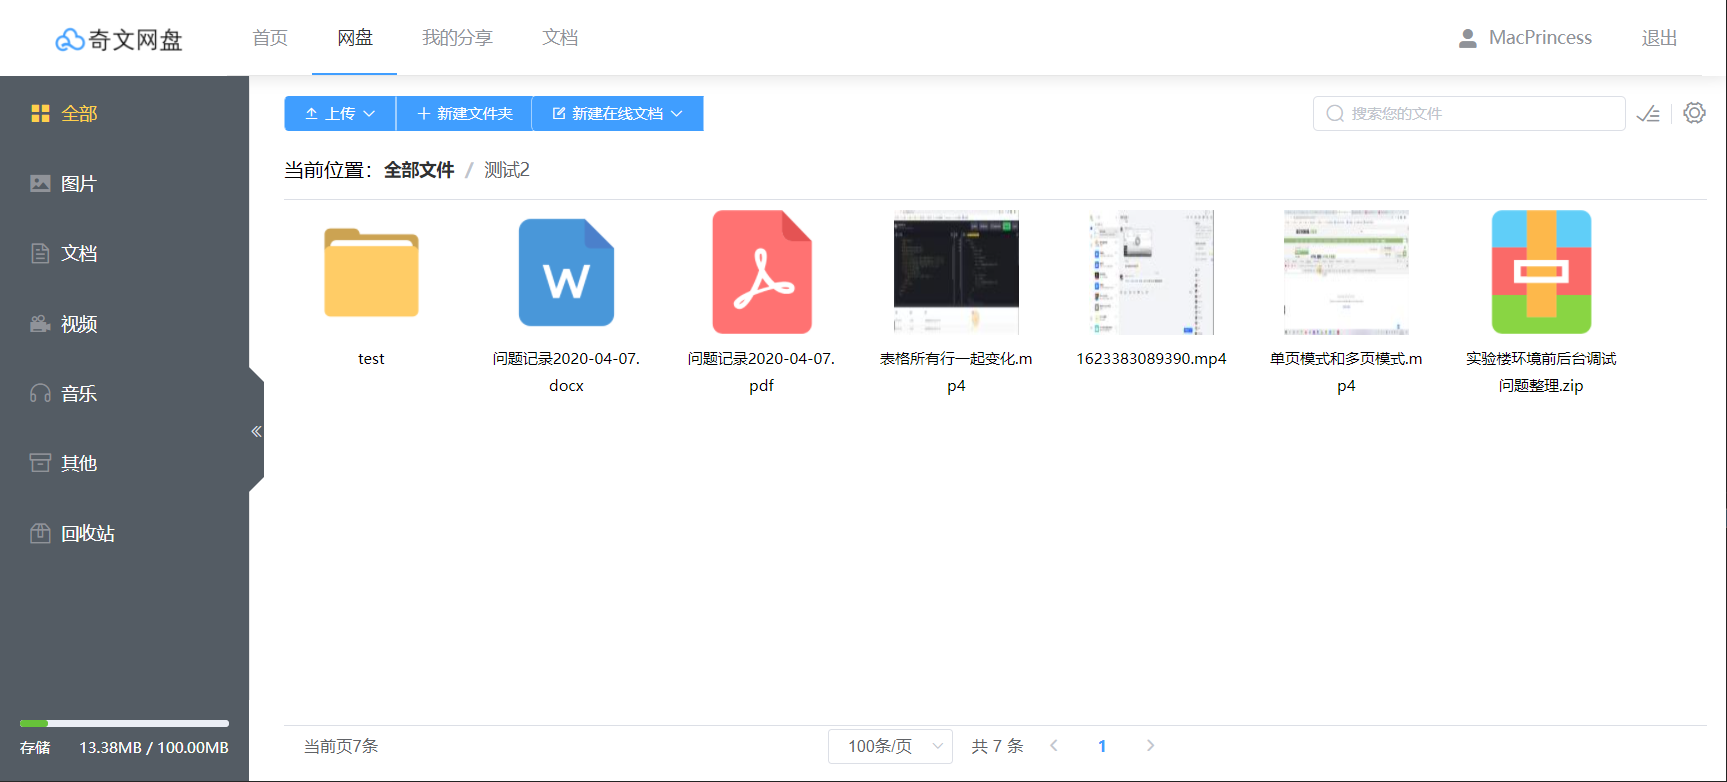 奇文网盘
首页 网盘 我的分享 文档
MacPrincess 退出
全部
图片
文档
视频
音乐
其他
回收站
存储 13.38MB / 100.00MB
上传 新建文件夹 新建在线文档
搜索您的文件
当前位置： 全部文件 / 测试2
W
test
问题记录2020-04-07.
docx
问题记录2020-04-07.
pdf
表格所有行一起变化.m
p4
1623383089390.mp4
单页模式和多页模式.m
p4
实验楼环境前后台调试
问题整理.zip
当前页7条
100条/页 共 7 条 1